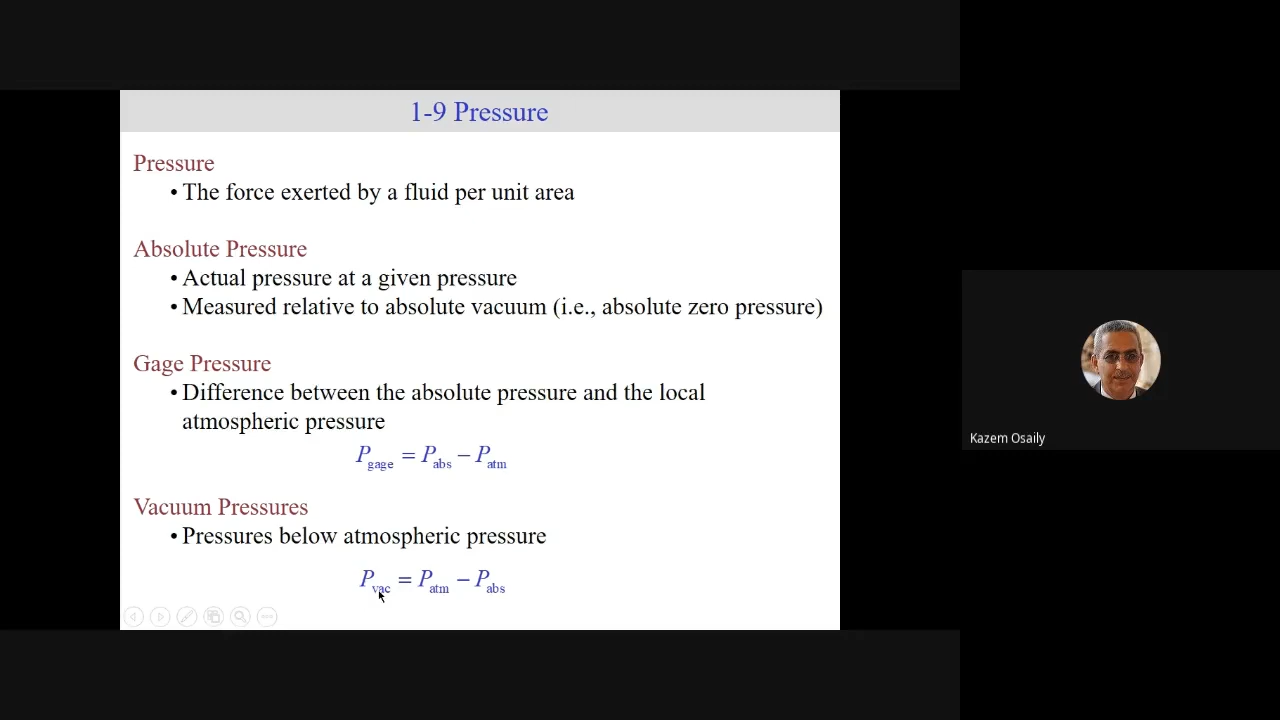 1-9 Pressure
Pressure
• The force exerted by a fluid per unit area
Absolute Pressure
• Actual pressure at a given pressure
• Measured relative to absolute vacuum (i.e., absolute zero pressure)
Gage Pressure
• Difference between the absolute pressure and the local
atmospheric pressure
P_gage = P_abs − P_atm
Vacuum Pressures
• Pressures below atmospheric pressure
P_vac = P_atm − P_abs
Kazem Osaily